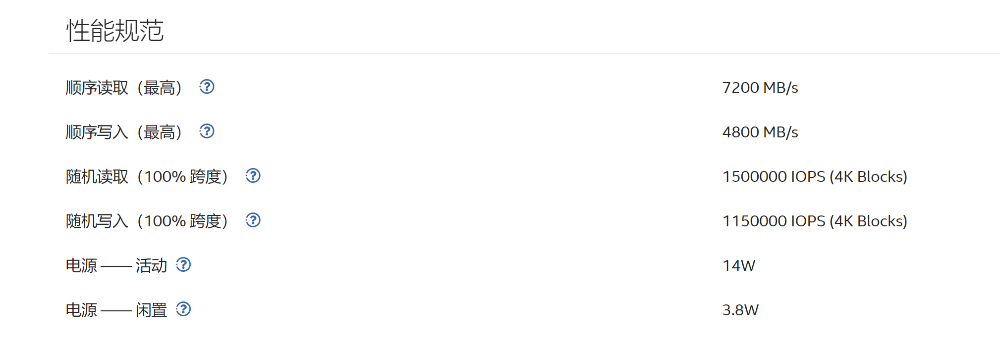 性能规范
顺序读取（最高） 7200 MB/s
顺序写入（最高） 4800 MB/s
随机读取（100% 跨度） 1500000 IOPS (4K Blocks)
随机写入（100% 跨度） 1150000 IOPS (4K Blocks)
电源 —— 活动 14W
电源 —— 闲置 3.8W